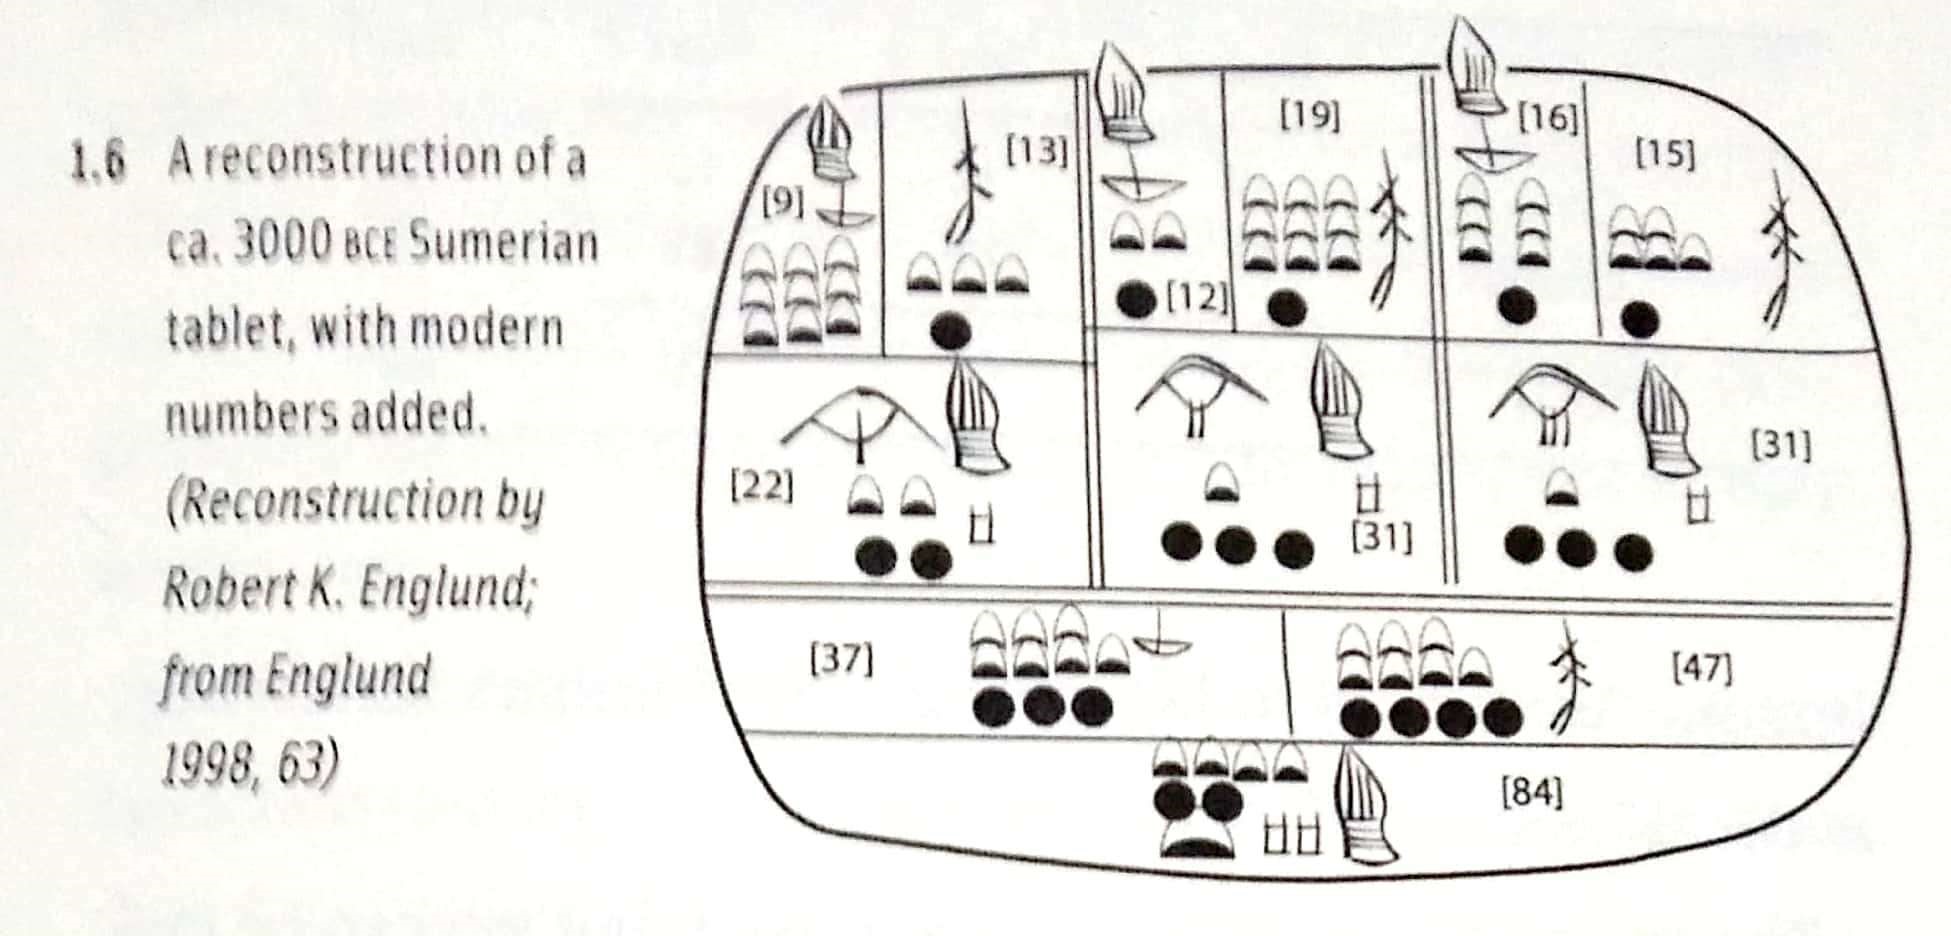 1.6 A reconstruction of a
ca. 3000 BCE Sumerian
tablet, with modern
numbers added.
(Reconstruction by
Robert K. Englund;
from Englund
1998, 63)
[9] [13] [12] [19] [16] [15]
[22] [31] [31]
[37] [47]
[84]